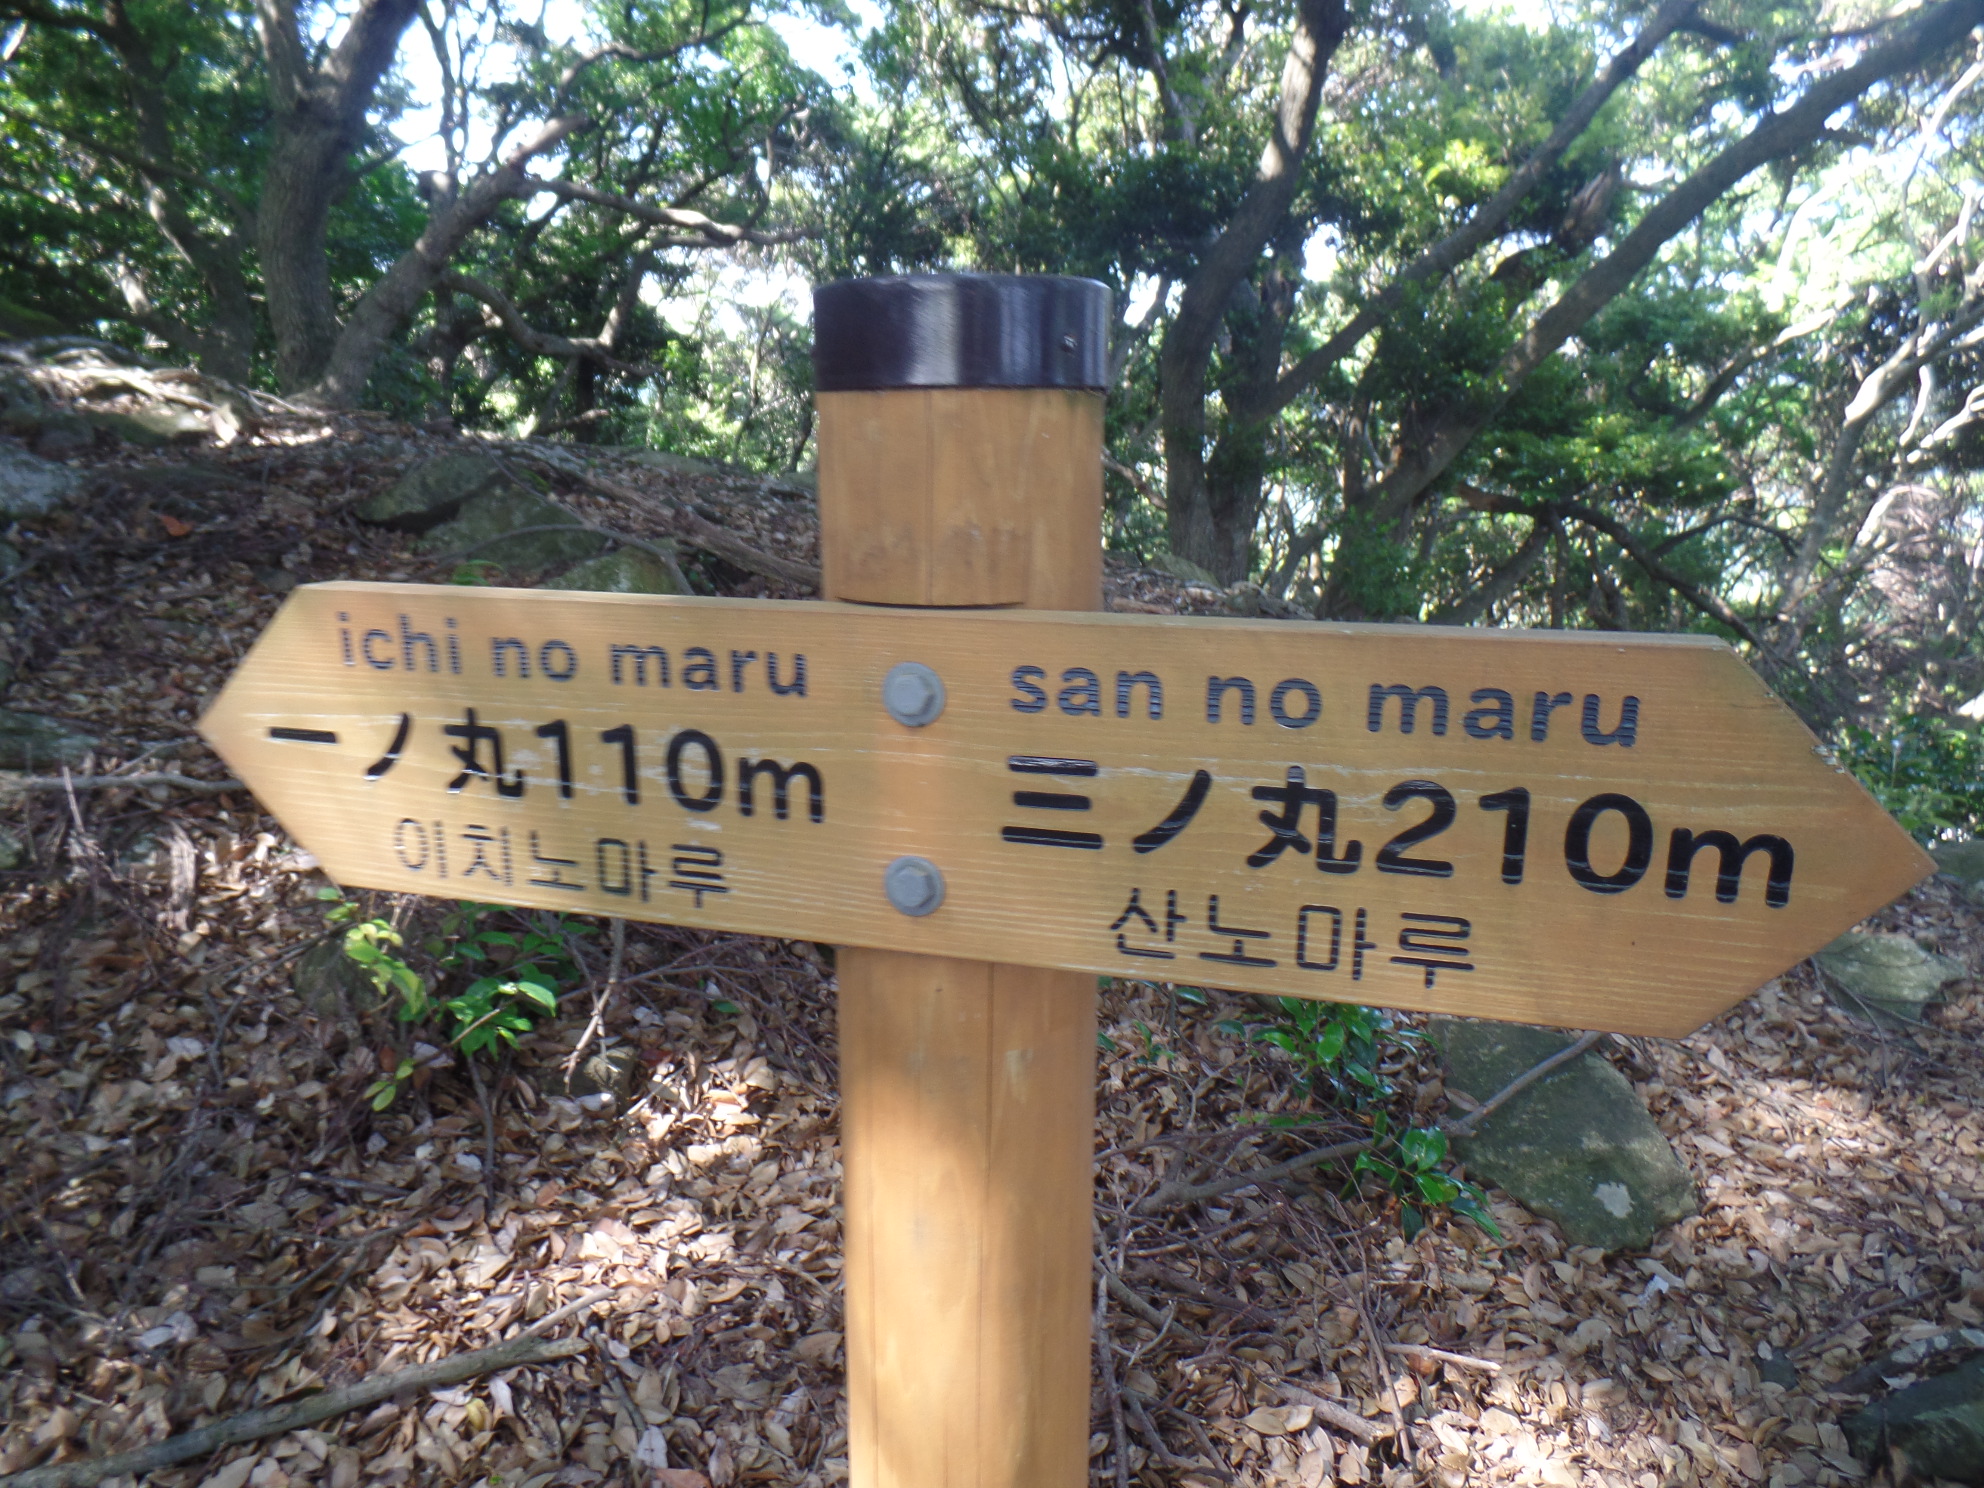 ichi no maru
一ノ丸110m
이치노마루
san no maru
三ノ丸210m
산노마루